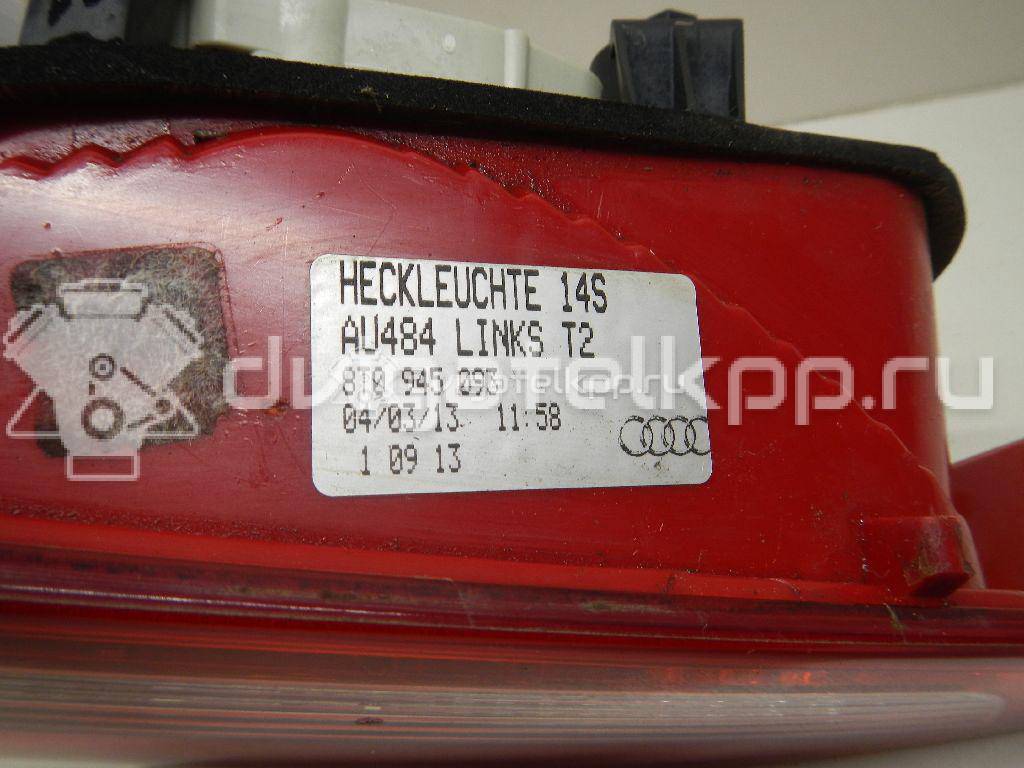 HECKLEUCHTE 14S
AU484 LINKS T2
8T0 945 093
04/03/13 11:58
1 09 13
dvigatelkpp.ru